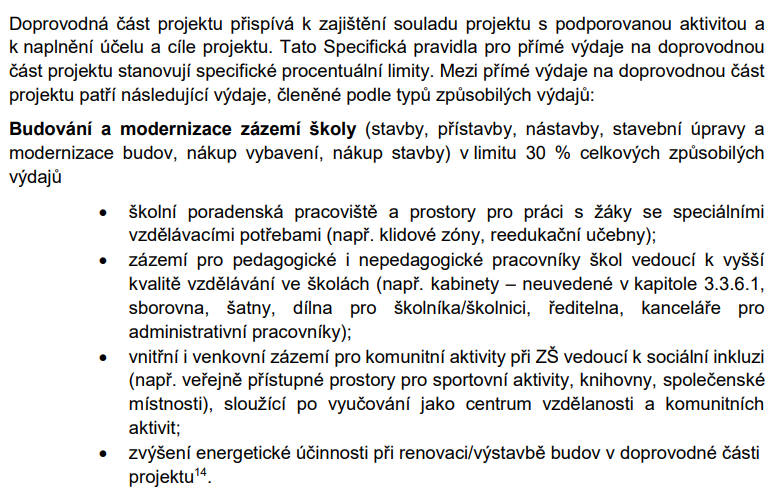 Doprovodná část projektu přispívá k zajištění souladu projektu s podporovanou aktivitou a
k naplnění účelu a cíle projektu. Tato Specifická pravidla pro přímé výdaje na doprovodnou
část projektu stanovují specifické procentuální limity. Mezi přímé výdaje na doprovodnou část
projektu patří následující výdaje, členěné podle typů způsobilých výdajů:
Budování a modernizace zázemí školy (stavby, přístavby, nástavby, stavební úpravy a
modernizace budov, nákup vybavení, nákup stavby) v limitu 30 % celkových způsobilých
výdajů
• školní poradenská pracoviště a prostory pro práci s žáky se speciálními
vzdělávacími potřebami (např. klidové zóny, reedukační učebny);
• zázemí pro pedagogické i nepedagogické pracovníky škol vedoucí k vyšší
kvalitě vzdělávání ve školách (např. kabinety – neuvedené v kapitole 3.3.6.1,
sborovna, šatny, dílna pro školníka/školnici, ředitelna, kanceláře pro
administrativní pracovníky);
• vnitřní i venkovní zázemí pro komunitní aktivity při ZŠ vedoucí k sociální inkluzi
(např. veřejně přístupné prostory pro sportovní aktivity, knihovny, společenské
místnosti), sloužící po vyučování jako centrum vzdělanosti a komunitních
aktivit;
• zvýšení energetické účinnosti při renovaci/výstavbě budov v doprovodné části
projektu¹⁴.